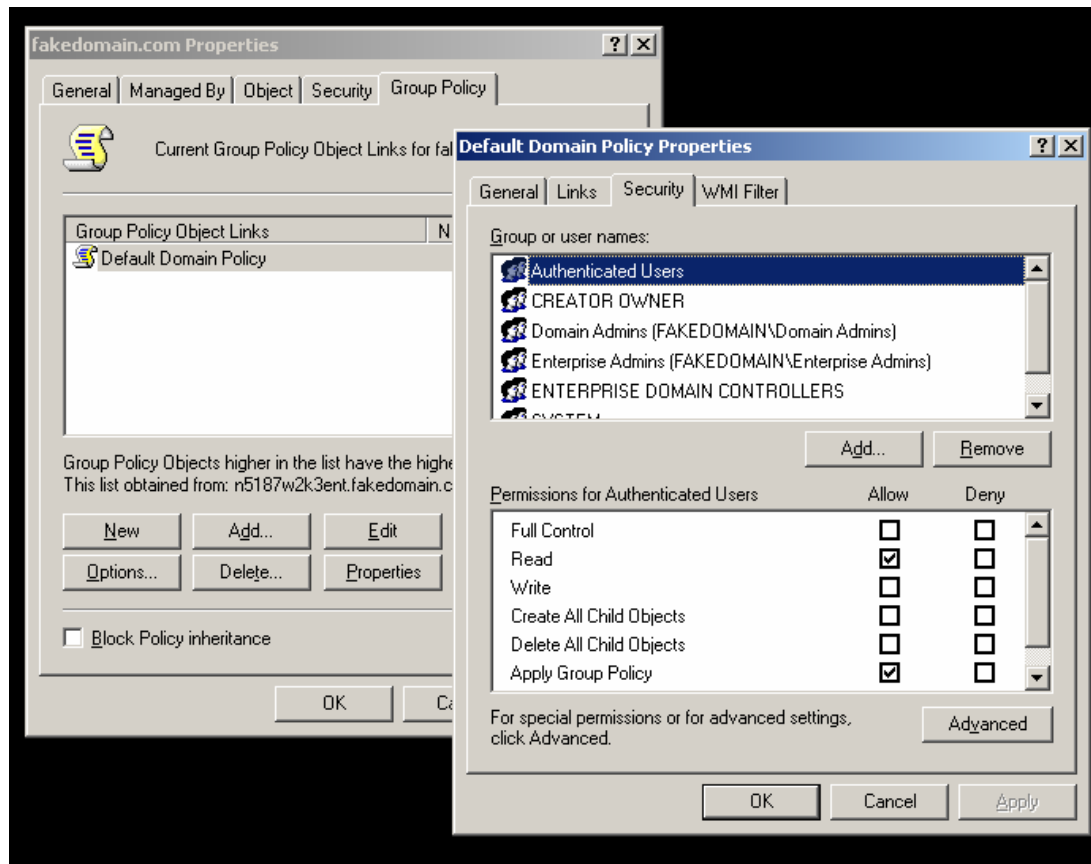 fakedomain.com Properties
General Managed By Object Security Group Policy
Current Group Policy Object Links for
Group Policy Object Links N
Default Domain Policy
Group Policy Objects higher in the list have the
This list obtained from:
New Add... Edit
Options... Delete... Properties
Block Policy inheritance
OK
Default Domain Policy Properties
General Links Security WMI Filter
Group or user names:
Authenticated Users
CREATOR OWNER
Domain Admins (FAKEDOMAIN\Domain Admins)
Enterprise Admins (FAKEDOMAIN\Enterprise Admins)
ENTERPRISE DOMAIN CONTROLLERS
SYSTEM
Add... Remove
Permissions for Authenticated Users Allow Deny
Full Control
Read
Write
Create All Child Objects
Delete All Child Objects
Apply Group Policy
For special permissions or for advanced settings,
click Advanced.
Advanced
OK Cancel Apply